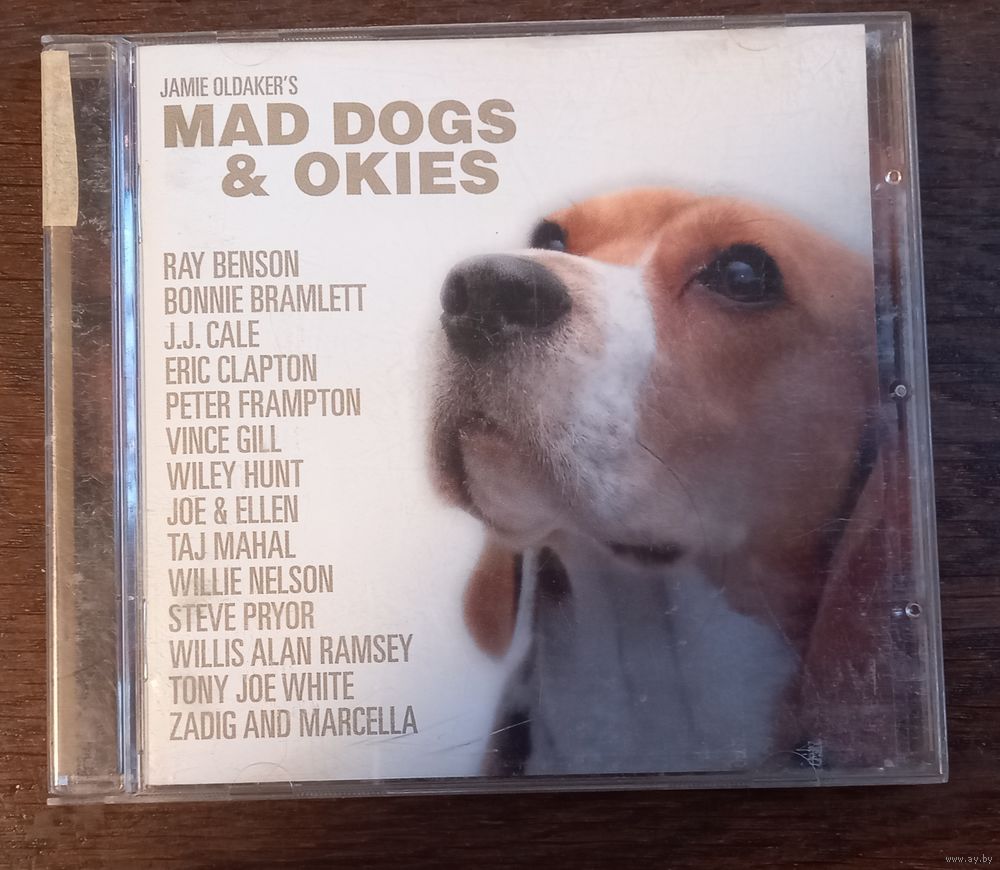 JAMIE OLDAKER'S
MAD DOGS
& OKIES
RAY BENSON
BONNIE BRAMLETT
J.J. CALE
ERIC CLAPTON
PETER FRAMPTON
VINCE GILL
WILEY HUNT
JOE & ELLEN
TAJ MAHAL
WILLIE NELSON
STEVE PRYOR
WILLIS ALAN RAMSEY
TONY JOE WHITE
ZADIG AND MARCELLA
www.ay.by